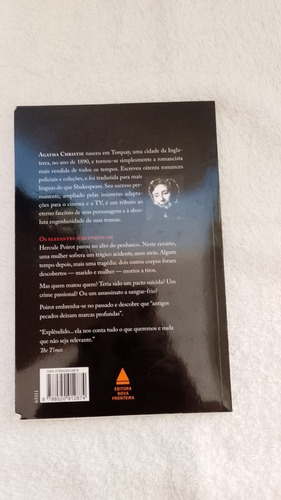 AGATHA CHRISTIE nasceu em Torquay, uma cidade da Ingla-
terra, no ano de 1890, e tornou-se simplesmente a romancista
mais vendida de todos os tempos. Escreveu oitenta romances
policiais e coleções, e foi traduzida para mais
línguas do que Shakespeare. Seu sucesso per-
manente, ampliado pelas inúmeras adapta-
ções para o cinema e a TV, é um tributo ao
eterno fascínio de seus personagens e à abso-
luta engenhosidade de suas tramas.
OS ELEFANTES NÃO ESQUECEM
Hercule Poirot parou no alto do penhasco. Neste cenário,
uma mulher sofrera um trágico acidente, anos atrás. Algum
tempo depois, mais uma tragédia: dois outros corpos foram
descobertos — marido e mulher — mortos a tiros.
Mas quem matou quem? Teria sido um pacto suicida? Um
crime passional? Ou um assassinato a sangue-frio?
Poirot embrenha-se no passado e descobre que "antigos
pecados deixam marcas profundas".
"Esplêndido... ela nos conta tudo o que queremos e nada
que não seja relevante."
The Times
9 788520 912874
EDITORA
NOVA
FRONTEIRA